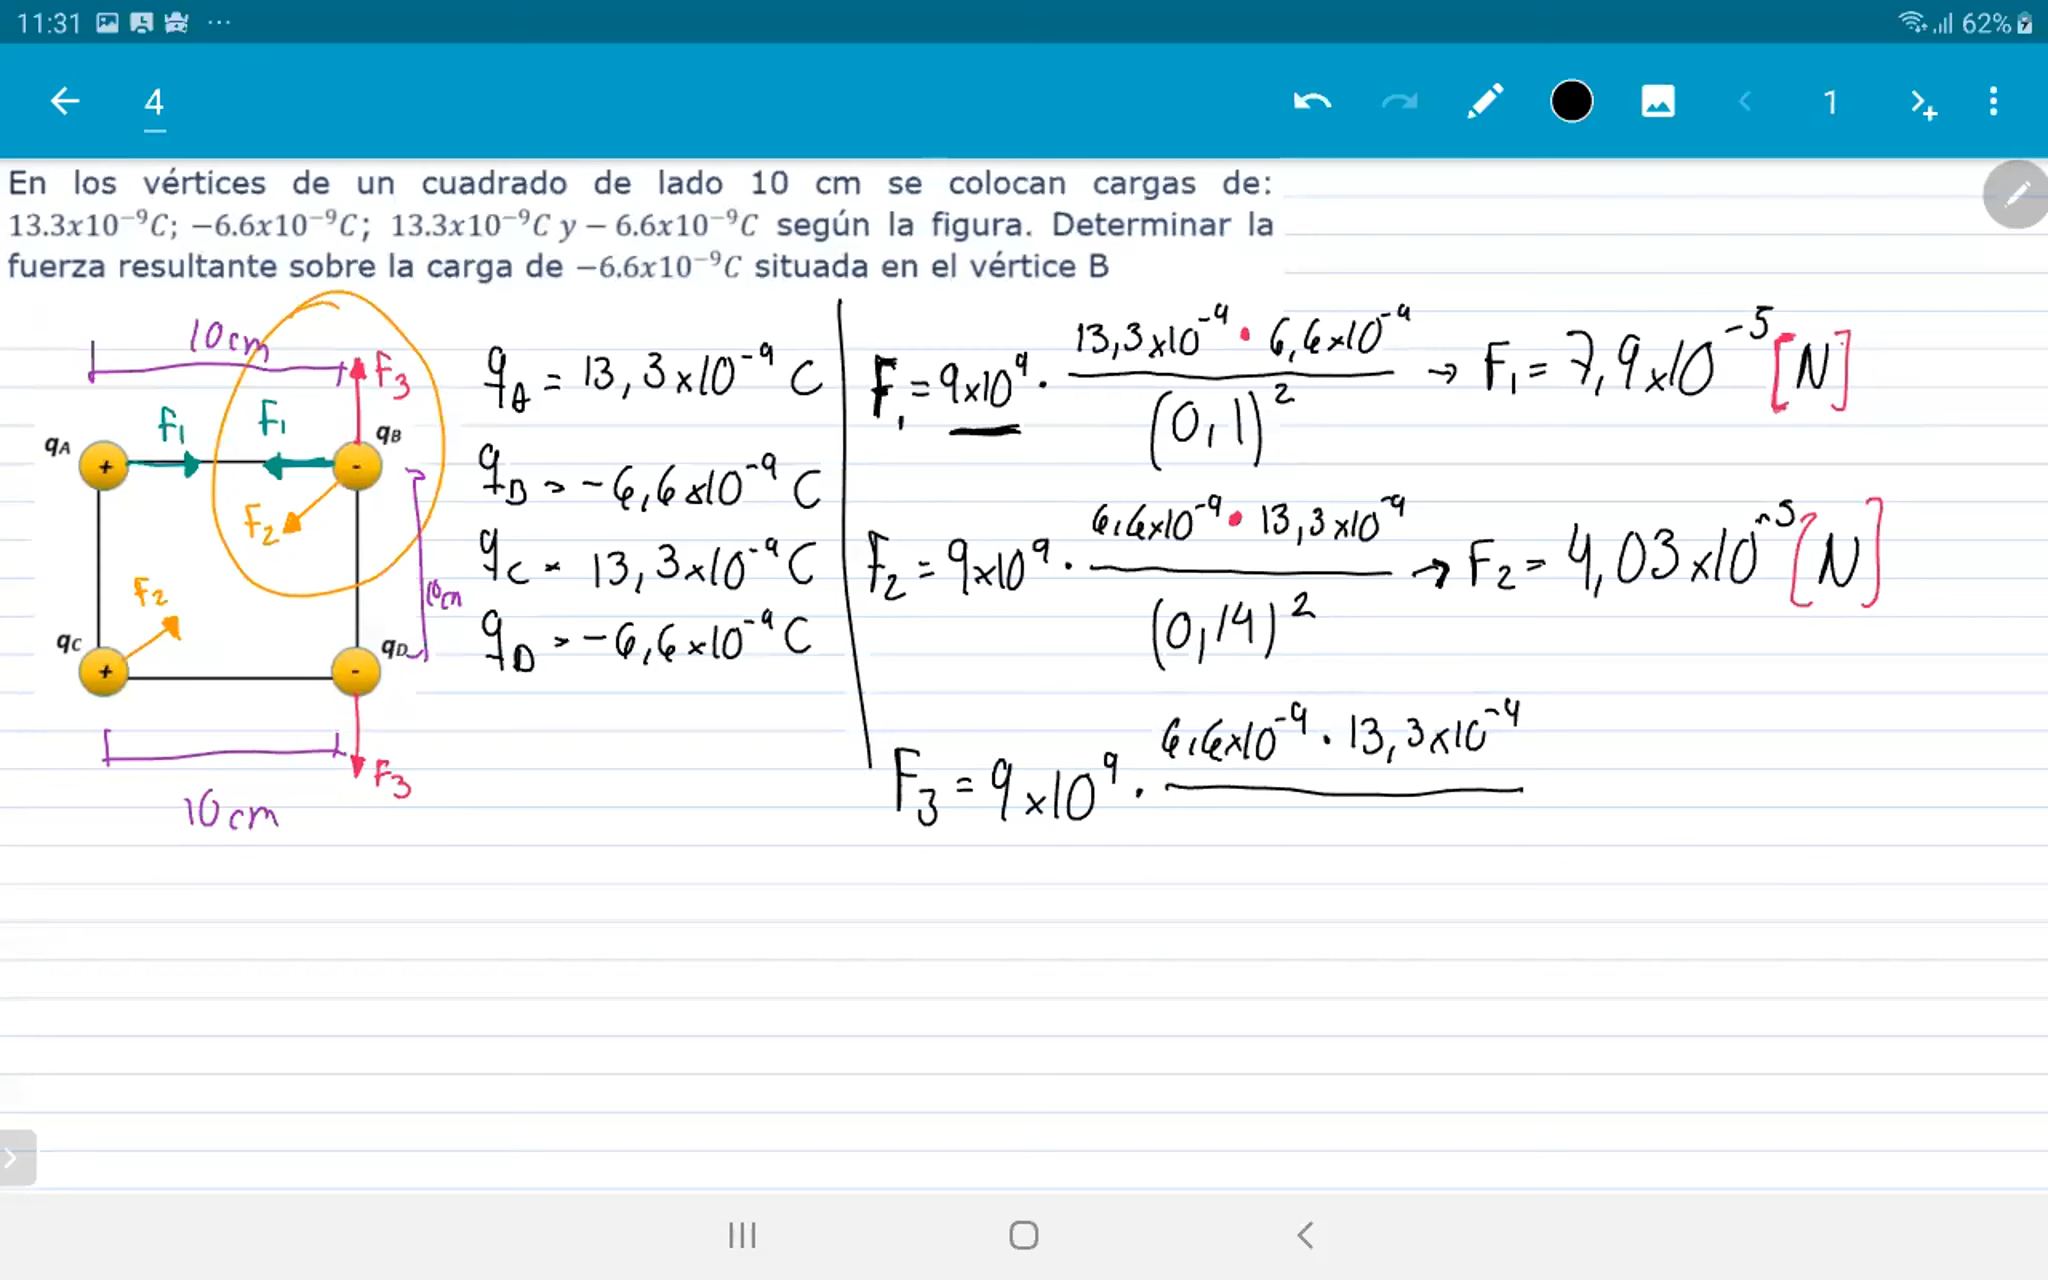 11:31 62%
4 1
En los vértices de un cuadrado de lado 10 cm se colocan cargas de:
13.3x10⁻⁹C; −6.6x10⁻⁹C; 13.3x10⁻⁹C y − 6.6x10⁻⁹C según la figura. Determinar la
fuerza resultante sobre la carga de −6.6x10⁻⁹C situada en el vértice B
10cm
F₃
F₁ F₁
qA qB
+ -
F₂
10cm
F₂
qC qD
+ -
F₃
10cm
qA = 13,3x10⁻⁹ C
qB = -6,6x10⁻⁹ C
qC = 13,3x10⁻⁹ C
qD = -6,6x10⁻⁹ C
F₁ = 9x10⁹ · 13,3x10⁻⁹ · 6,6x10⁻⁹ / (0,1)² → F₁ = 7,9x10⁻⁵ [N]
F₂ = 9x10⁹ · 6,6x10⁻⁹ · 13,3x10⁻⁹ / (0,14)² → F₂ = 4,03x10⁻⁵ [N]
F₃ = 9x10⁹ · 6,6x10⁻⁹ · 13,3x10⁻⁹